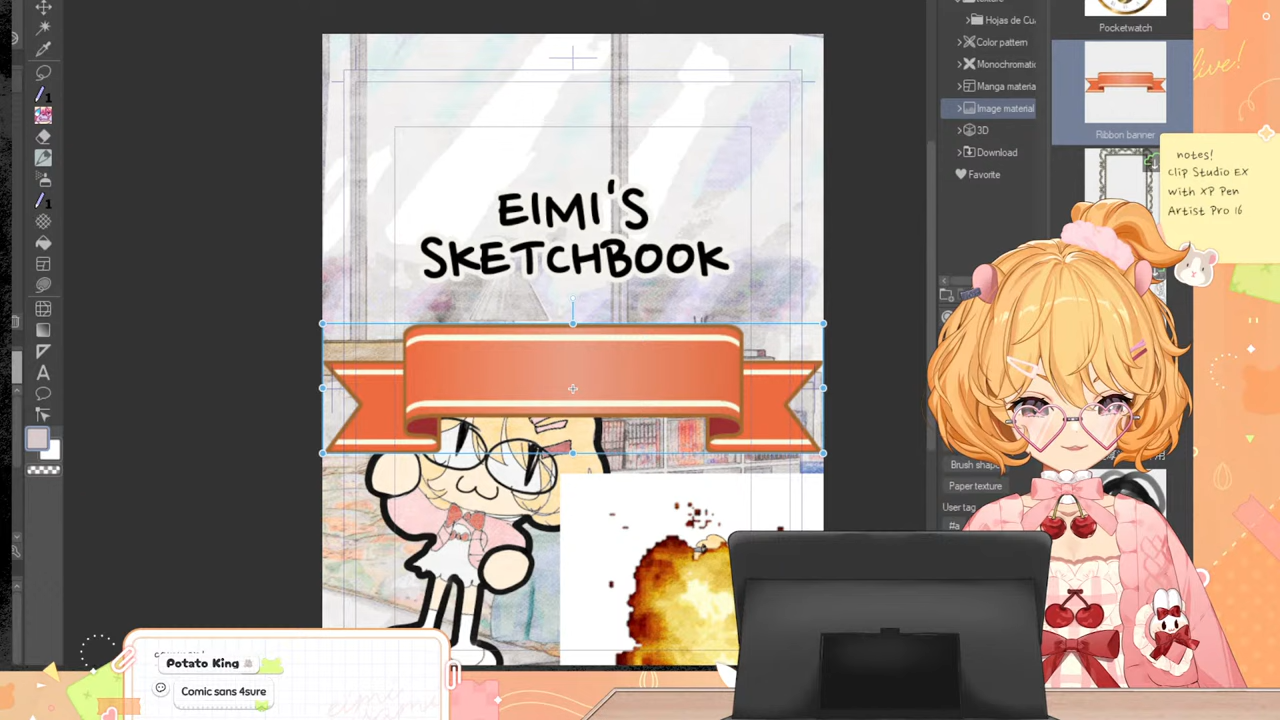 Hojas de Cu
Color pattern
Monochromatic
Manga materia
Image material
3D
Download
Favorite
Pocketwatch
Ribbon banner
live!
notes!
Clip Studio EX
with XP Pen
Artist Pro 16
EIMI'S
SKETCHBOOK
Brush shape
Paper texture
User tag
Potato King
Comic sans 4sure